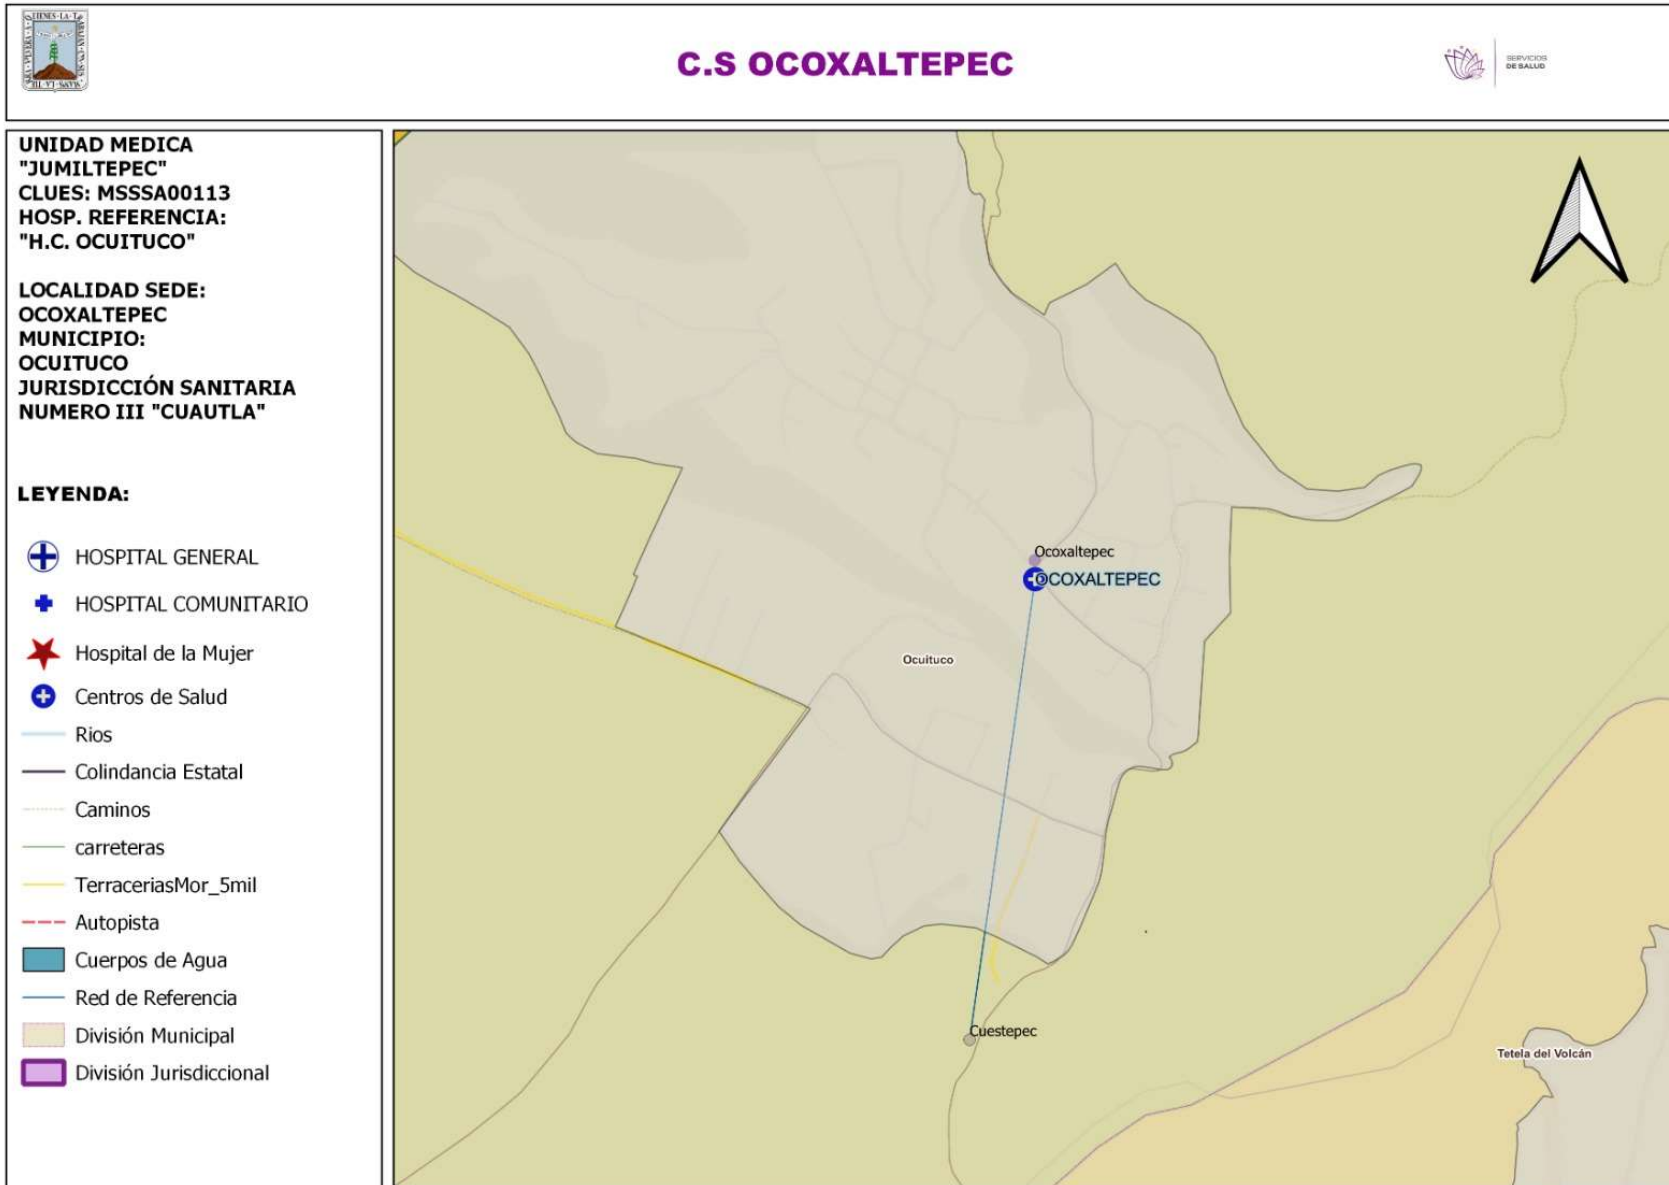 C.S OCOXALTEPEC
SERVICIOS
DE SALUD
UNIDAD MEDICA
"JUMILTEPEC"
CLUES: MSSSA00113
HOSP. REFERENCIA:
"H.C. OCUITUCO"
LOCALIDAD SEDE:
OCOXALTEPEC
MUNICIPIO:
OCUITUCO
JURISDICCIÓN SANITARIA
NUMERO III "CUAUTLA"
LEYENDA:
HOSPITAL GENERAL
HOSPITAL COMUNITARIO
Hospital de la Mujer
Centros de Salud
Rios
Colindancia Estatal
Caminos
carreteras
TerraceriasMor_5mil
Autopista
Cuerpos de Agua
Red de Referencia
División Municipal
División Jurisdiccional
Ocoxaltepec
OCOXALTEPEC
Ocuituco
Cuestepec
Tetela del Volcán